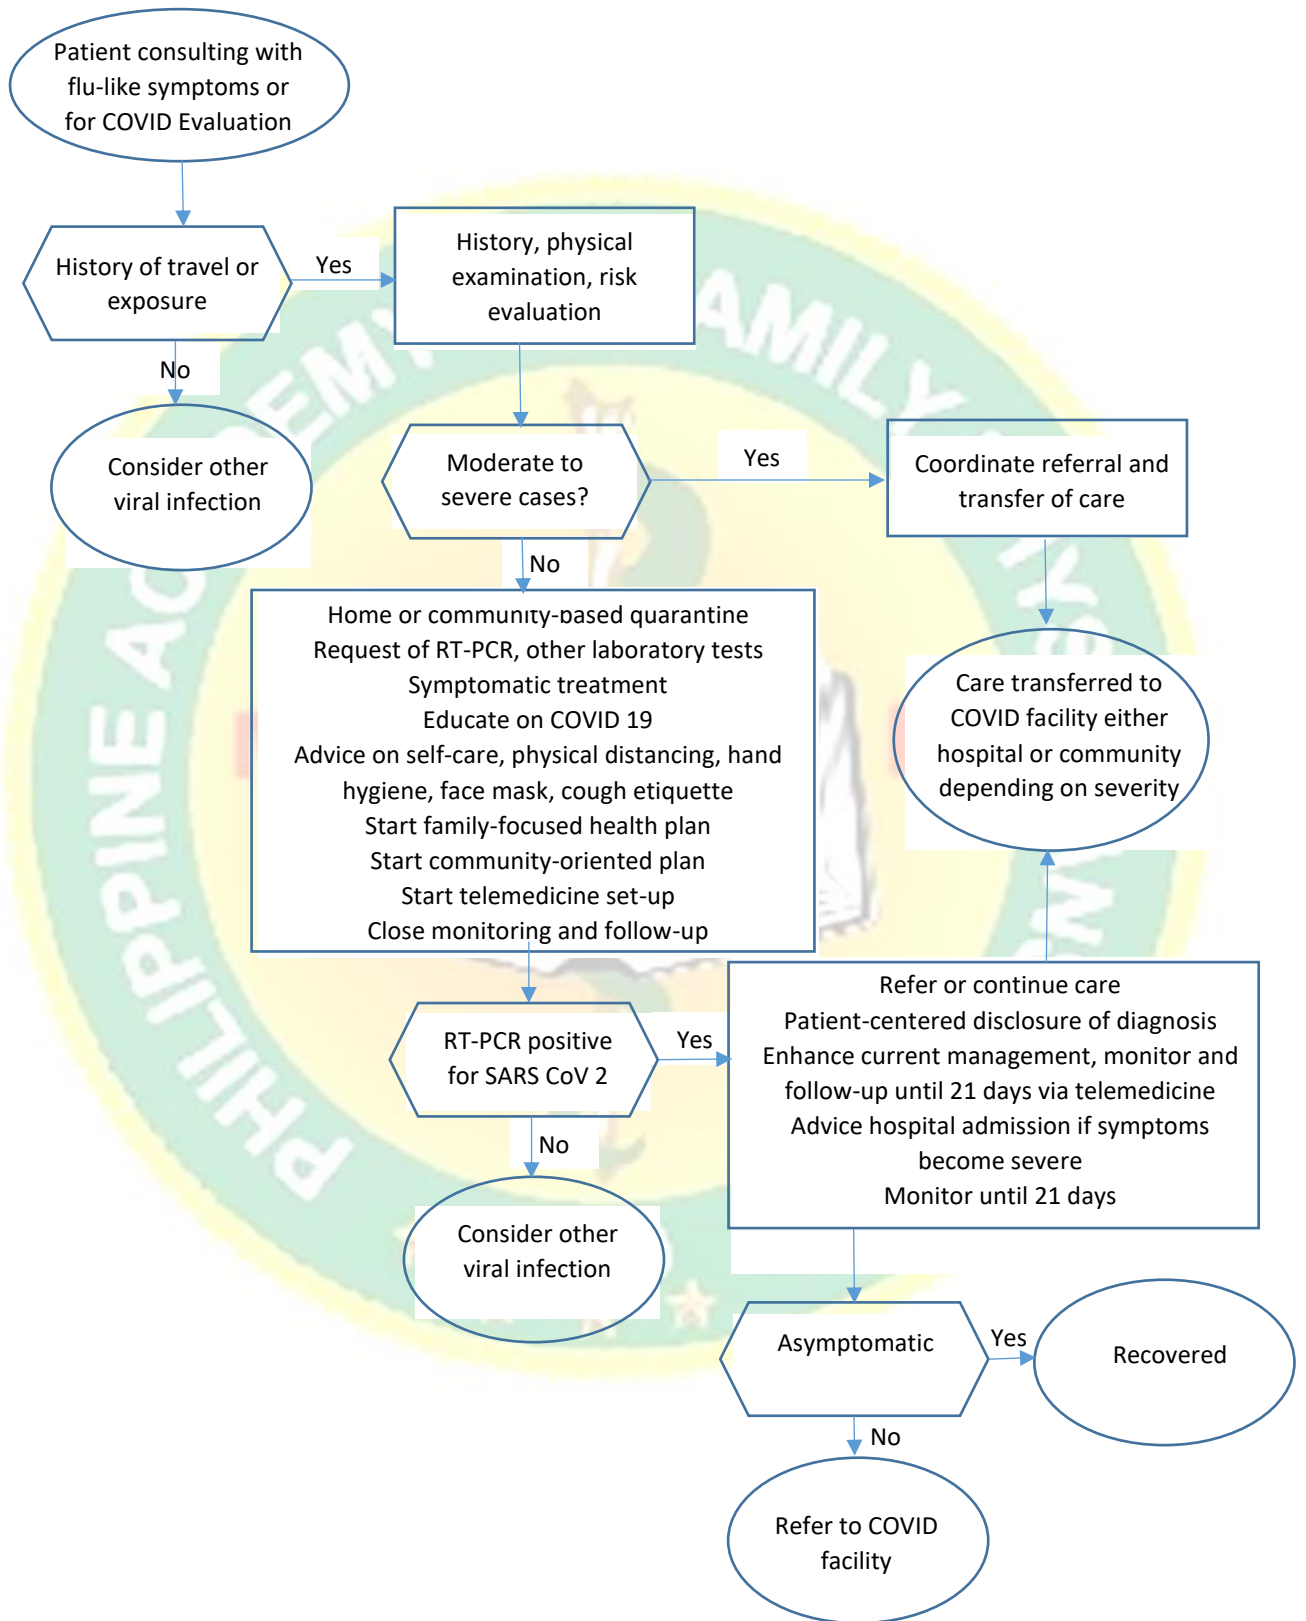 Patient consulting with
flu-like symptoms or
for COVID Evaluation
History of travel or
exposure
Yes
History, physical
examination, risk
evaluation
No
Consider other
viral infection
Moderate to
severe cases?
Yes
Coordinate referral and
transfer of care
No
Home or community-based quarantine
Request of RT-PCR, other laboratory tests
Symptomatic treatment
Educate on COVID 19
Advice on self-care, physical distancing, hand
hygiene, face mask, cough etiquette
Start family-focused health plan
Start community-oriented plan
Start telemedicine set-up
Close monitoring and follow-up
Care transferred to
COVID facility either
hospital or community
depending on severity
RT-PCR positive
for SARS CoV 2
Yes
Refer or continue care
Patient-centered disclosure of diagnosis
Enhance current management, monitor and
follow-up until 21 days via telemedicine
Advice hospital admission if symptoms
become severe
Monitor until 21 days
No
Consider other
viral infection
Asymptomatic
Yes
Recovered
No
Refer to COVID
facility
PHILIPPINE
FAMILY